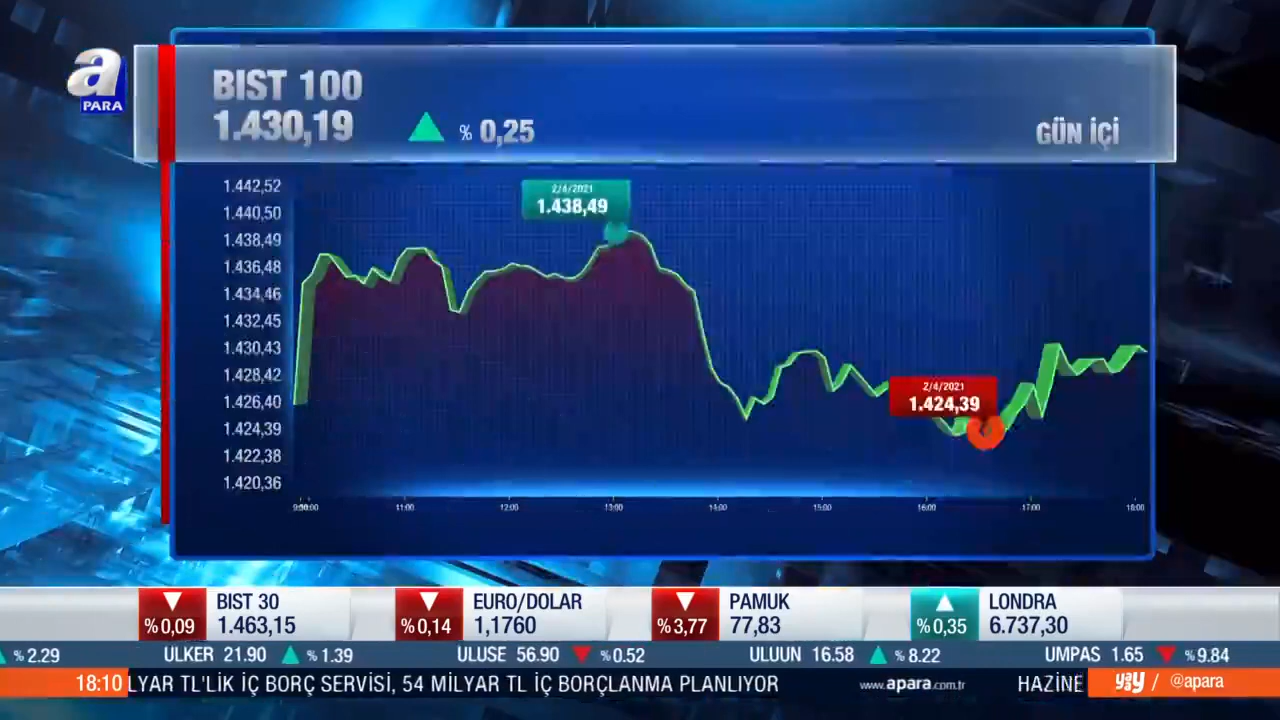 a
PARA
BIST 100
1.430,19
% 0,25
GÜN İÇİ
1.442,52
1.440,50
1.438,49
1.436,48
1.434,46
1.432,45
1.430,43
1.428,42
1.426,40
1.424,39
1.422,38
1.420,36
2/4/2021
1.438,49
2/4/2021
1.424,39
11:00 12:00 13:00 14:00 15:00 16:00 17:00 18:00
% 0,09 BIST 30 1.463,15
% 0,14 EURO/DOLAR 1,1760
% 3,77 PAMUK 77,83
% 0,35 LONDRA 6.737,30
% 2.29 ULKER 21.90 % 1.39 ULUSE 56.90 % 0.52 ULUUN 16.58 % 8.22 UMPAS 1.65 % 9.84
18:10 LYAR TL'LİK İÇ BORÇ SERVİSİ, 54 MİLYAR TL İÇ BORÇLANMA PLANLIYOR www.apara.com.tr HAZİNE yaay / @apara